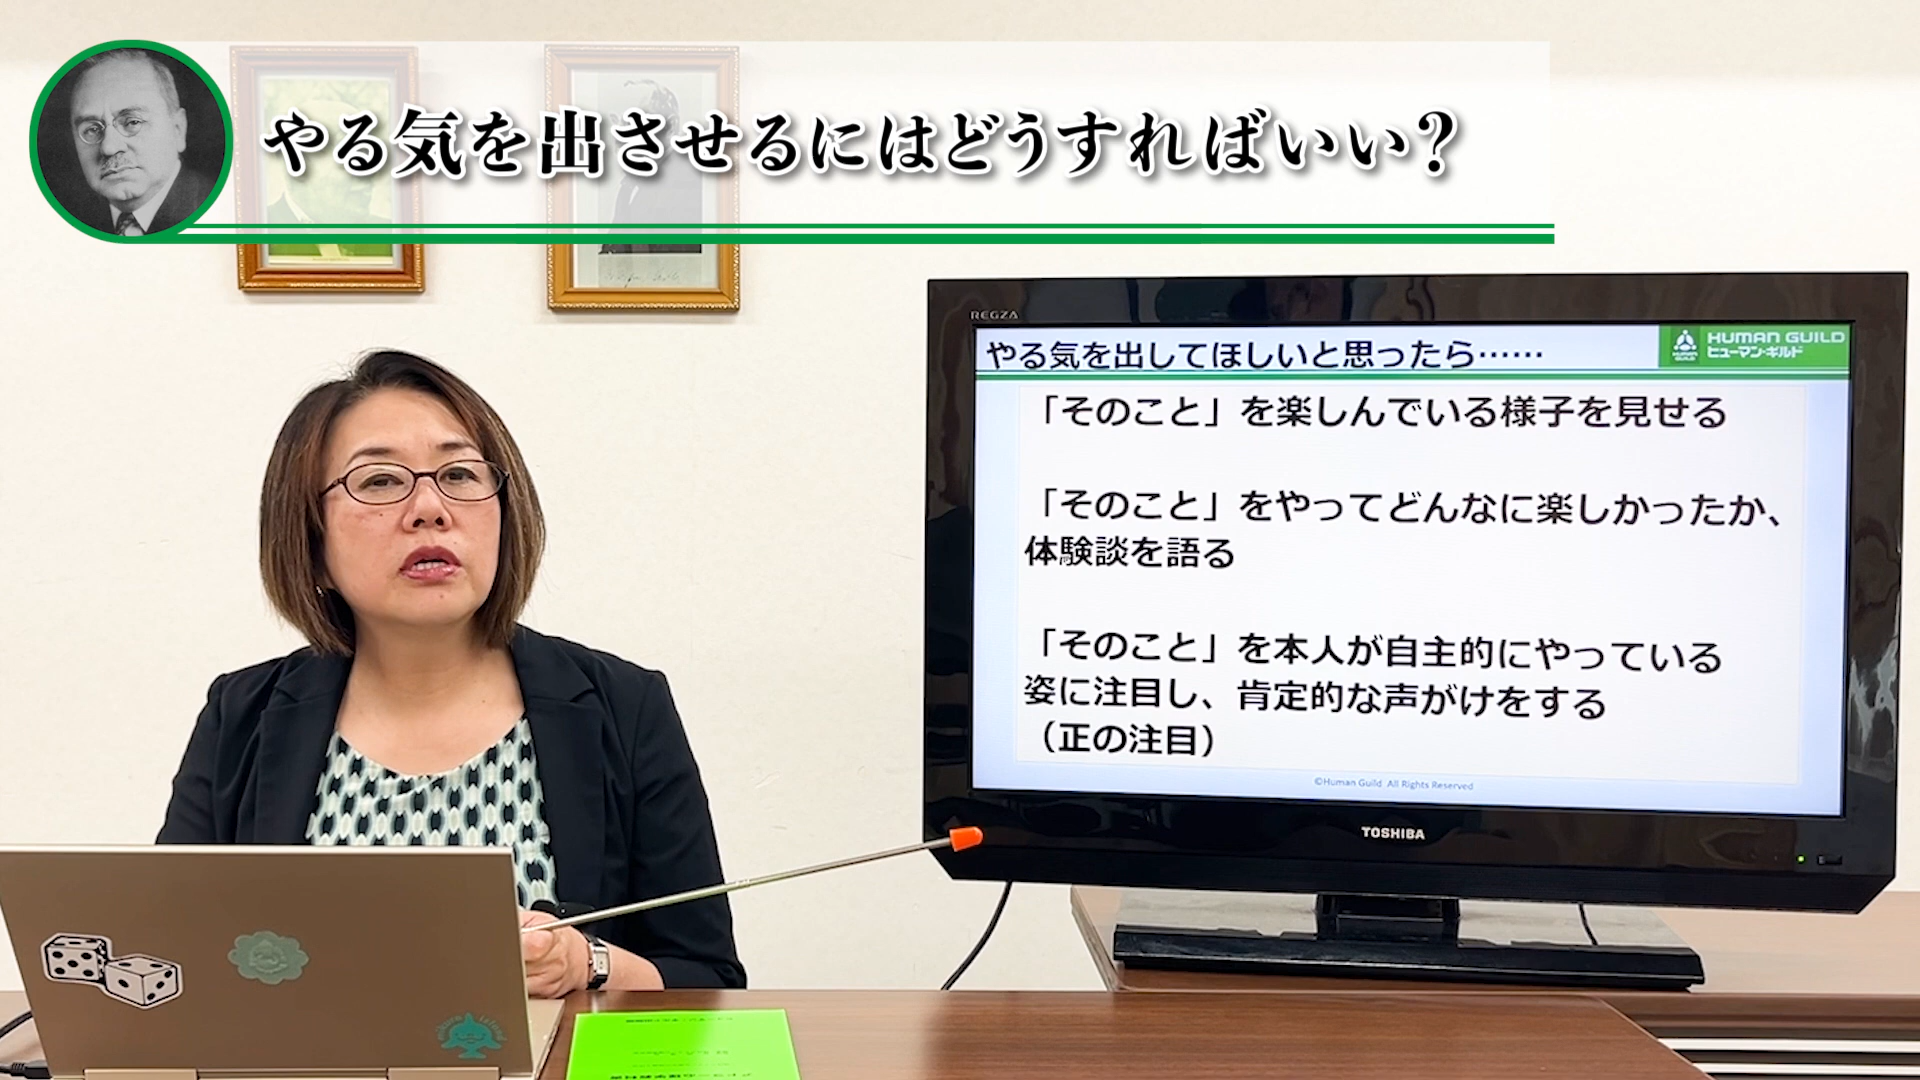 やる気を出させるにはどうすればいい？
REGZA
やる気を出してほしいと思ったら……
HUMAN GUILD
ヒューマン・ギルド
HUMAN GUILD
「そのこと」を楽しんでいる様子を見せる
「そのこと」をやってどんなに楽しかったか、
体験談を語る
「そのこと」を本人が自主的にやっている
姿に注目し、肯定的な声がけをする
（正の注目）
©Human Guild All Rights Reserved
TOSHIBA